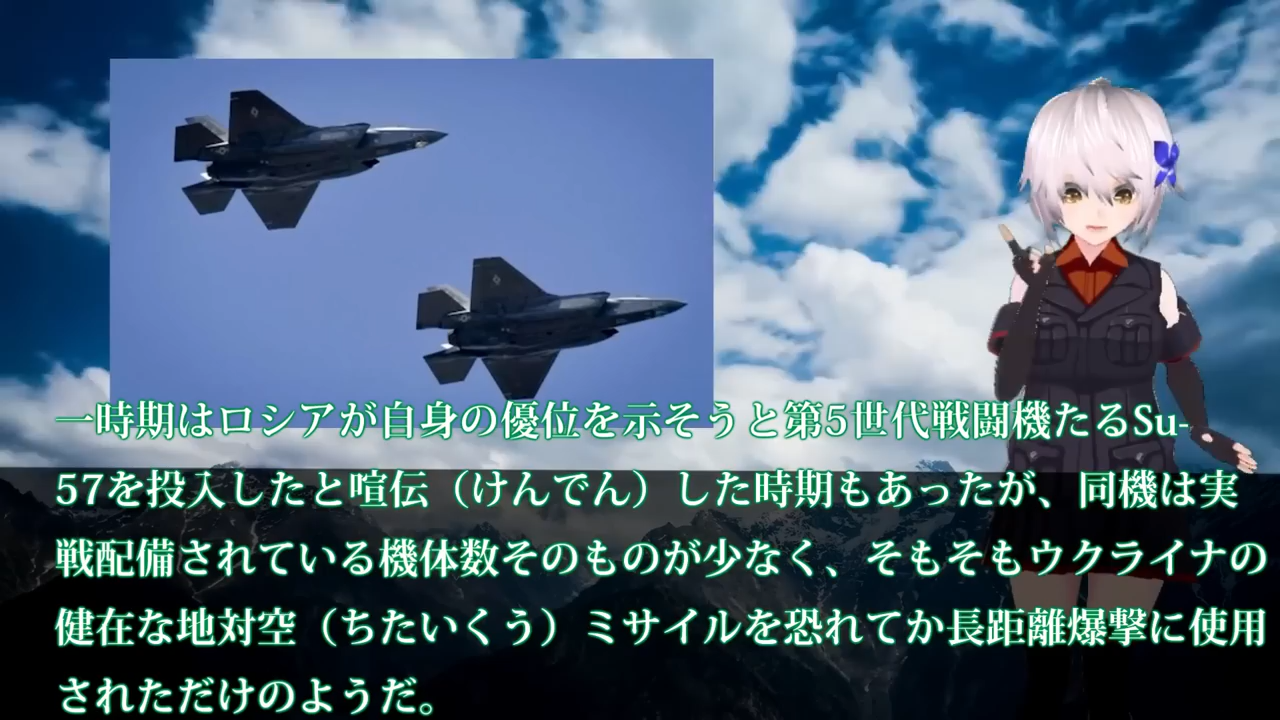 一時期はロシアが自身の優位を示そうと第5世代戦闘機たるSu-
57を投入したと喧伝（けんでん）した時期もあったが、同機は実
戦配備されている機体数そのものが少なく、そもそもウクライナの
健在な地対空（ちたいくう）ミサイルを恐れてか長距離爆撃に使用
されただけのようだ。